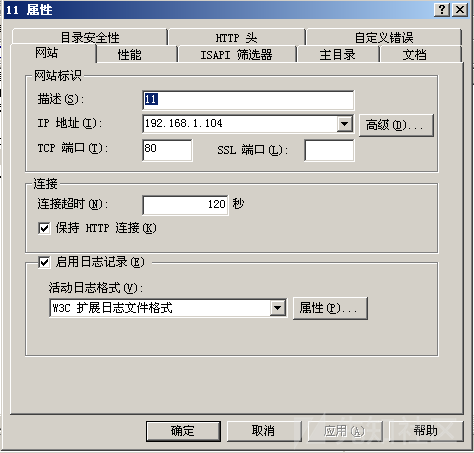 11 属性
目录安全性 HTTP 头 自定义错误
网站 性能 ISAPI 筛选器 主目录 文档
网站标识
描述(S): 11
IP 地址(I): 192.168.1.104 高级(D)...
TCP 端口(T): 80 SSL 端口(L):
连接
连接超时(N): 120 秒
保持 HTTP 连接(K)
启用日志记录(E)
活动日志格式(V):
W3C 扩展日志文件格式 属性(P)...
确定 取消 应用(A) 帮助